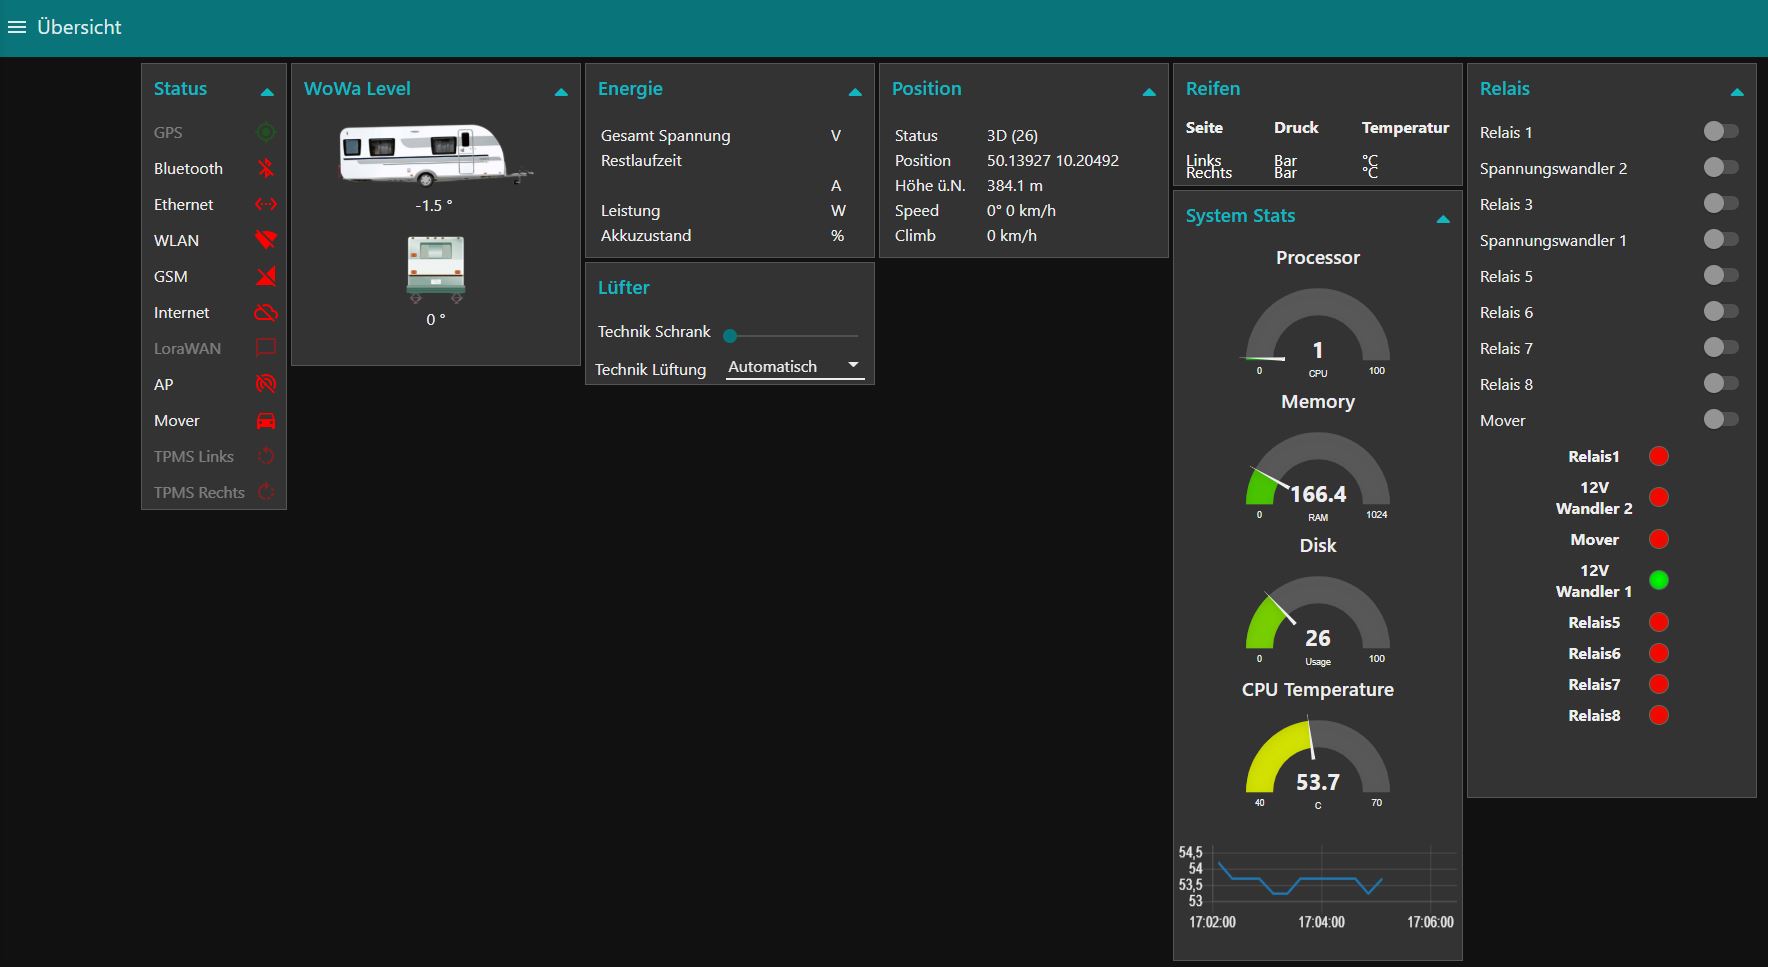 Übersicht
Status
GPS
Bluetooth
Ethernet
WLAN
GSM
Internet
LoraWAN
AP
Mover
TPMS Links
TPMS Rechts
WoWa Level
-1.5 °
0 °
Energie
Gesamt Spannung V
Restlaufzeit
A
Leistung W
Akkuzustand %
Lüfter
Technik Schrank
Technik Lüftung Automatisch
Position
Status 3D (26)
Position 50.13927 10.20492
Höhe ü.N. 384.1 m
Speed 0° 0 km/h
Climb 0 km/h
Reifen
Seite Druck Temperatur
Links Bar °C
Rechts Bar °C
System Stats
Processor
1
0 CPU 100
Memory
166.4
0 RAM 1024
Disk
26
0 Usage 100
CPU Temperature
53.7
40 C 70
54,5
54
53,5
53
17:02:00 17:04:00 17:06:00
Relais
Relais 1
Spannungswandler 2
Relais 3
Spannungswandler 1
Relais 5
Relais 6
Relais 7
Relais 8
Mover
Relais1
12V
Wandler 2
Mover
12V
Wandler 1
Relais5
Relais6
Relais7
Relais8